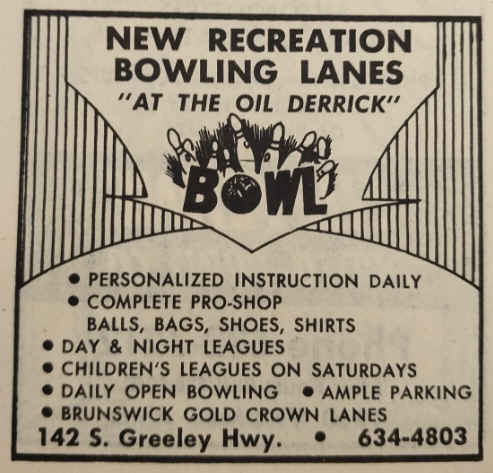 NEW RECREATION
BOWLING LANES
"AT THE OIL DERRICK"
BOWL
• PERSONALIZED INSTRUCTION DAILY
• COMPLETE PRO-SHOP
BALLS, BAGS, SHOES, SHIRTS
• DAY & NIGHT LEAGUES
• CHILDREN'S LEAGUES ON SATURDAYS
• DAILY OPEN BOWLING • AMPLE PARKING
• BRUNSWICK GOLD CROWN LANES
142 S. Greeley Hwy. • 634-4803